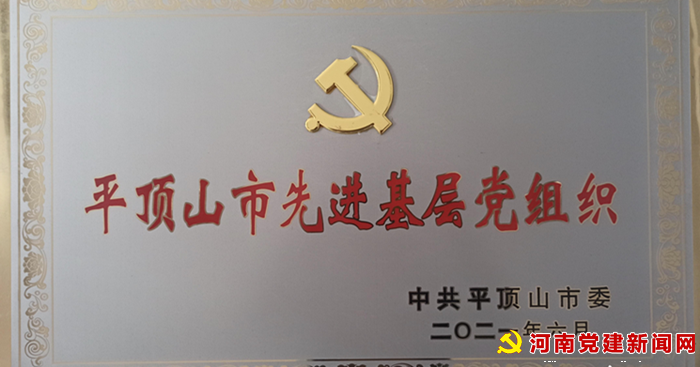 平顶山市先进基层党组织
中共平顶山市委
二〇二一年六月
河南党建新闻网